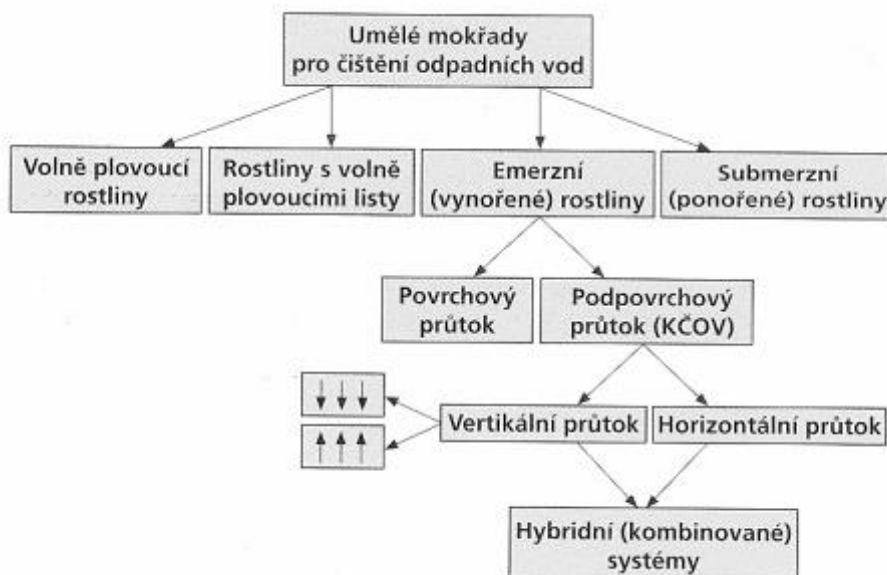 Umělé mokřady
pro čištění odpadních vod
Volně plovoucí
rostliny
Rostliny s volně
plovoucími listy
Emerzní
(vynořené) rostliny
Submerzní
(ponořené) rostliny
Povrchový
průtok
Podpovrchový
průtok (KČOV)
Vertikální průtok
Horizontální průtok
Hybridní (kombinované)
systémy